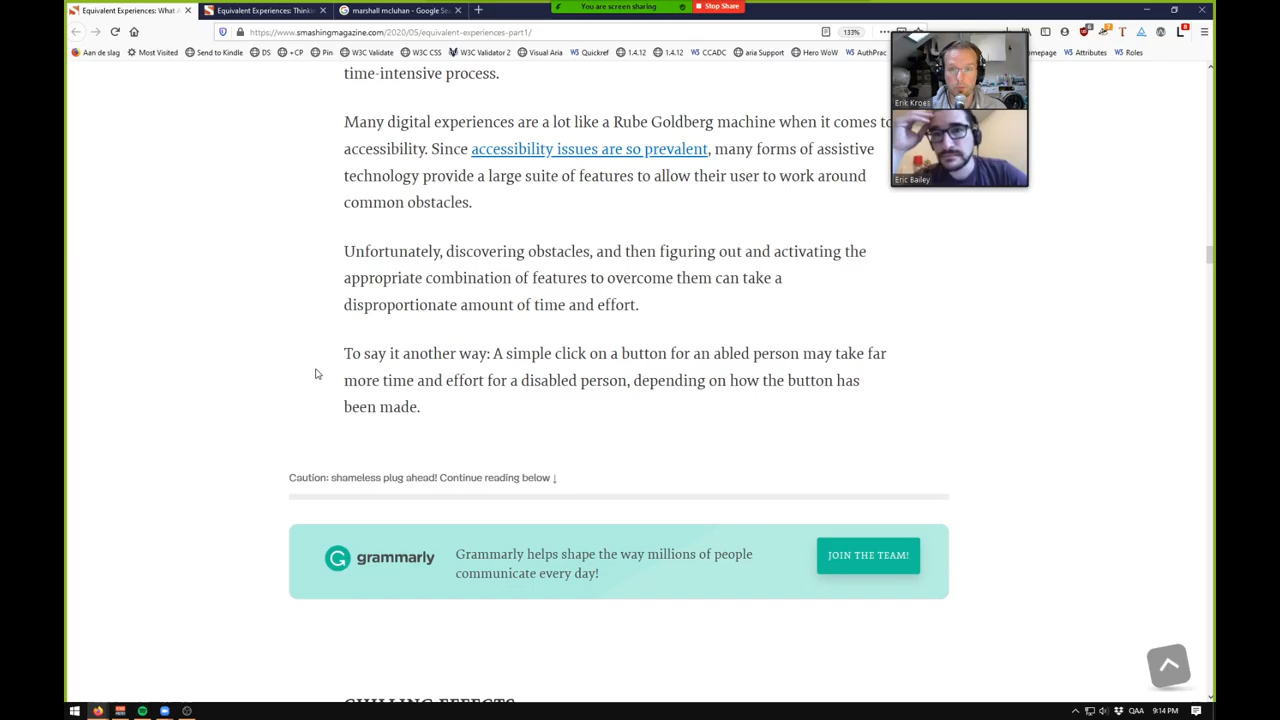 Equivalent Experiences: What A
Equivalent Experiences: Thinkin
marshall mcluhan - Google Sea
You are screen sharing
Stop Share
https://www.smashingmagazine.com/2020/05/equivalent-experiences-part1/
133%
Aan de slag
Most Visited
Send to Kindle
DS
+CP
Pin
W3C Validate
W3C CSS
W3C Validator 2
Visual Aria
Quickref
1.4.12
1.4.12
CCADC
aria Support
Hero WoW
AuthPrac
omepage
Attributes
Roles
Erik Kroes
Eric Bailey
time-intensive process.
Many digital experiences are a lot like a Rube Goldberg machine when it comes to
accessibility. Since accessibility issues are so prevalent, many forms of assistive
technology provide a large suite of features to allow their user to work around
common obstacles.
Unfortunately, discovering obstacles, and then figuring out and activating the
appropriate combination of features to overcome them can take a
disproportionate amount of time and effort.
To say it another way: A simple click on a button for an abled person may take far
more time and effort for a disabled person, depending on how the button has
been made.
Caution: shameless plug ahead! Continue reading below ↓
grammarly
Grammarly helps shape the way millions of people
communicate every day!
JOIN THE TEAM!
CHILLING EFFECTS
QAA
9:14 PM